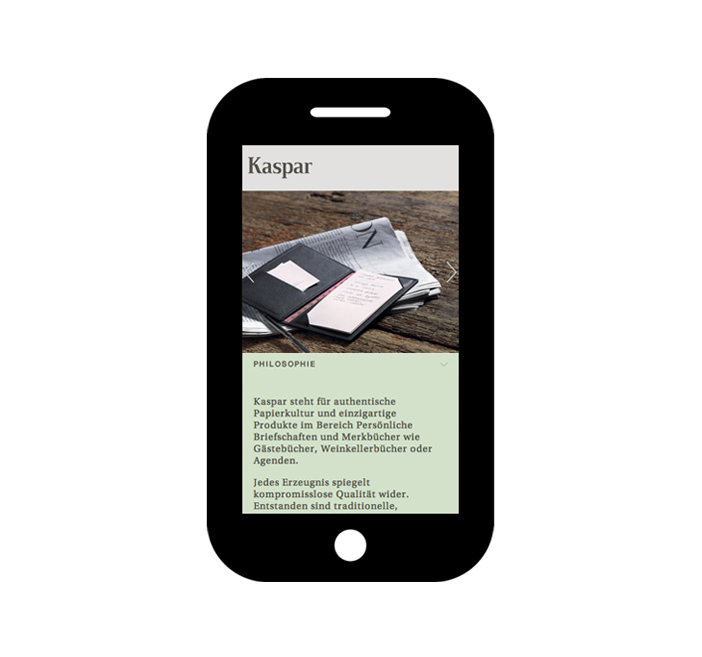 Kaspar
PHILOSOPHIE
Kaspar steht für authentische
Papierkultur und einzigartige
Produkte im Bereich Persönliche
Briefschaften und Merkbücher wie
Gästebücher, Weinkellerbücher oder
Agenden.
Jedes Erzeugnis spiegelt
kompromisslose Qualität wider.
Entstanden sind traditionelle,